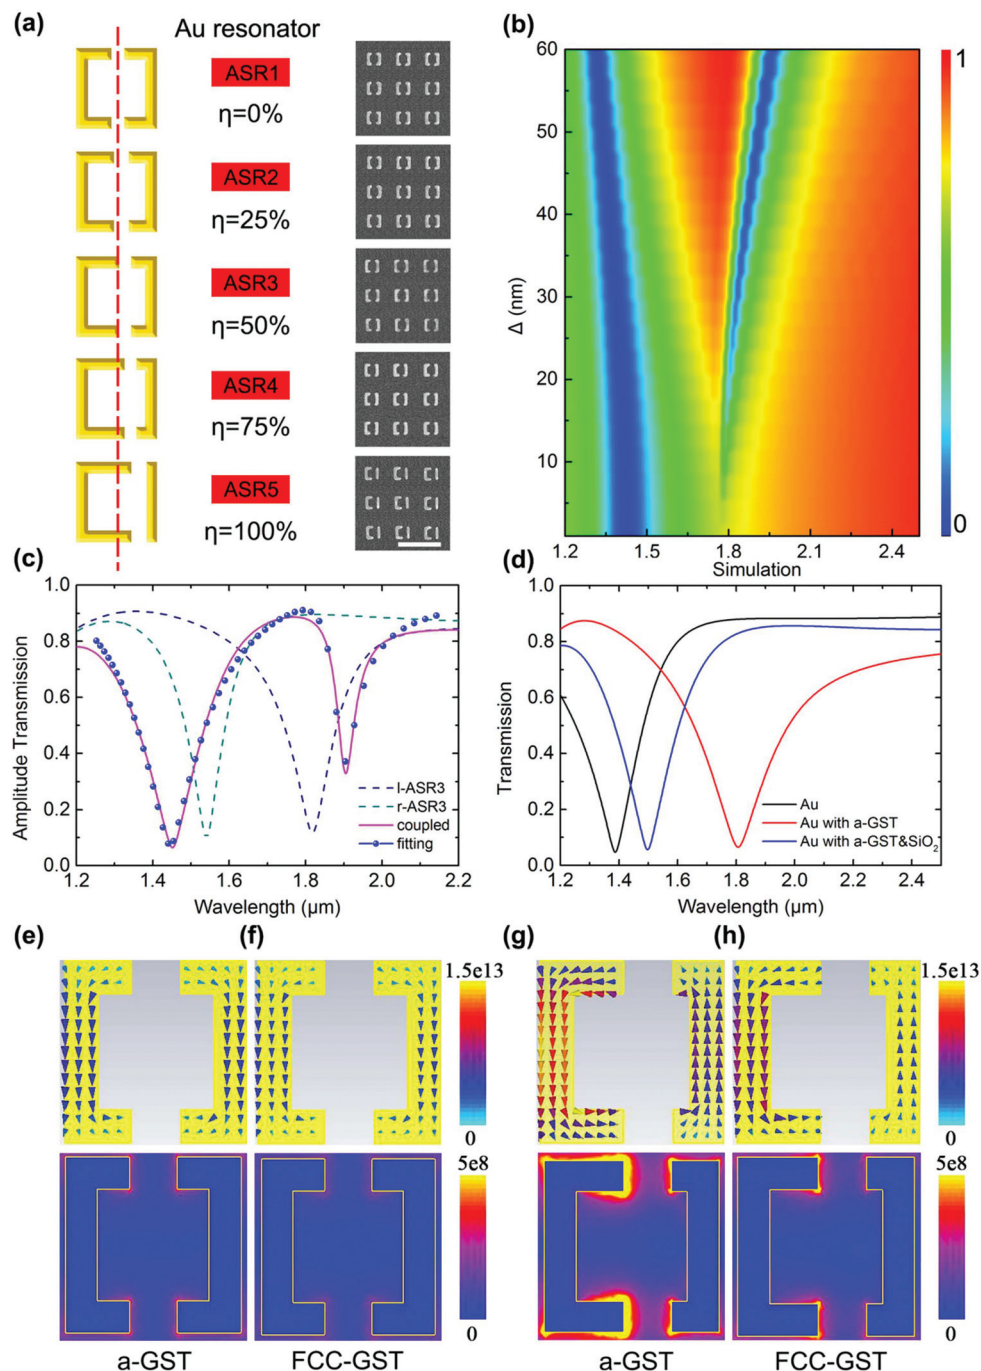 (a)
Au resonator
ASR1
η=0%
ASR2
η=25%
ASR3
η=50%
ASR4
η=75%
ASR5
η=100%
(b)
60
50
40
30
20
10
Δ (nm)
1.2 1.5 1.8 2.1 2.4
Simulation
1
0
(c)
1.0
0.8
0.6
0.4
0.2
0.0
Amplitude Transmission
l-ASR3
r-ASR3
coupled
fitting
1.2 1.4 1.6 1.8 2.0 2.2
Wavelength (μm)
(d)
1.0
0.8
0.6
0.4
0.2
0.0
Transmission
Au
Au with a-GST
Au with a-GST&SiO₂
1.2 1.4 1.6 1.8 2.0 2.2 2.4
Wavelength (μm)
(e)
(f)
1.5e13
0
5e8
0
a-GST
FCC-GST
(g)
(h)
1.5e13
0
5e8
0
a-GST
FCC-GST